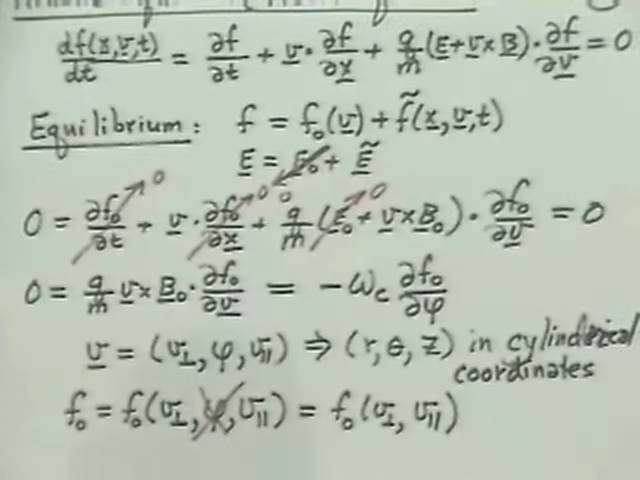 df(x,v,t)/dt = ∂f/∂t + v·∂f/∂x + q/m (E+v×B)·∂f/∂v = 0
Equilibrium: f = f₀(v) + f̃(x,v,t)
E = E₀ + Ẽ
0 = ∂f₀/∂t + v·∂f₀/∂x + q/m (E₀ + v×B₀)·∂f₀/∂v = 0
0 = q/m v×B₀·∂f₀/∂v = -ω_c ∂f₀/∂φ
v = (v⊥, φ, v∥) ⇒ (r, θ, z) in cylinderical
coordinates
f₀ = f₀(v⊥, φ, v∥) = f₀(v⊥, v∥)